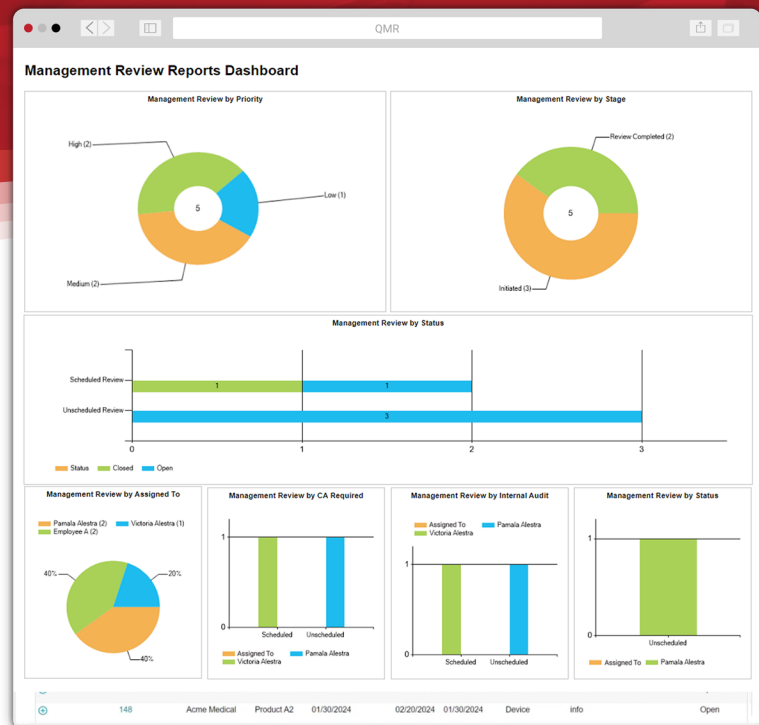 QMR
Management Review Reports Dashboard
Management Review by Priority
High (2)
Low (1)
5
Medium (2)
Management Review by Stage
Review Completed (2)
5
Initiated (3)
Management Review by Status
Scheduled Review
1
1
Unscheduled Review
3
0
1
2
3
Status
Closed
Open
Management Review by Assigned To
Pamala Alestra (2)
Victoria Alestra (1)
Employee A (2)
40%
20%
40%
Management Review by CA Required
1
0
Scheduled
Unscheduled
Assigned To
Pamala Alestra
Victoria Alestra
Management Review by Internal Audit
Assigned To
Pamala Alestra
Victoria Alestra
1
0
Scheduled
Unscheduled
Management Review by Status
1
0
Unscheduled
Assigned To
Pamala Alestra
148 Acme Medical Product A2 01/30/2024 02/20/2024 01/30/2024 Device info Open